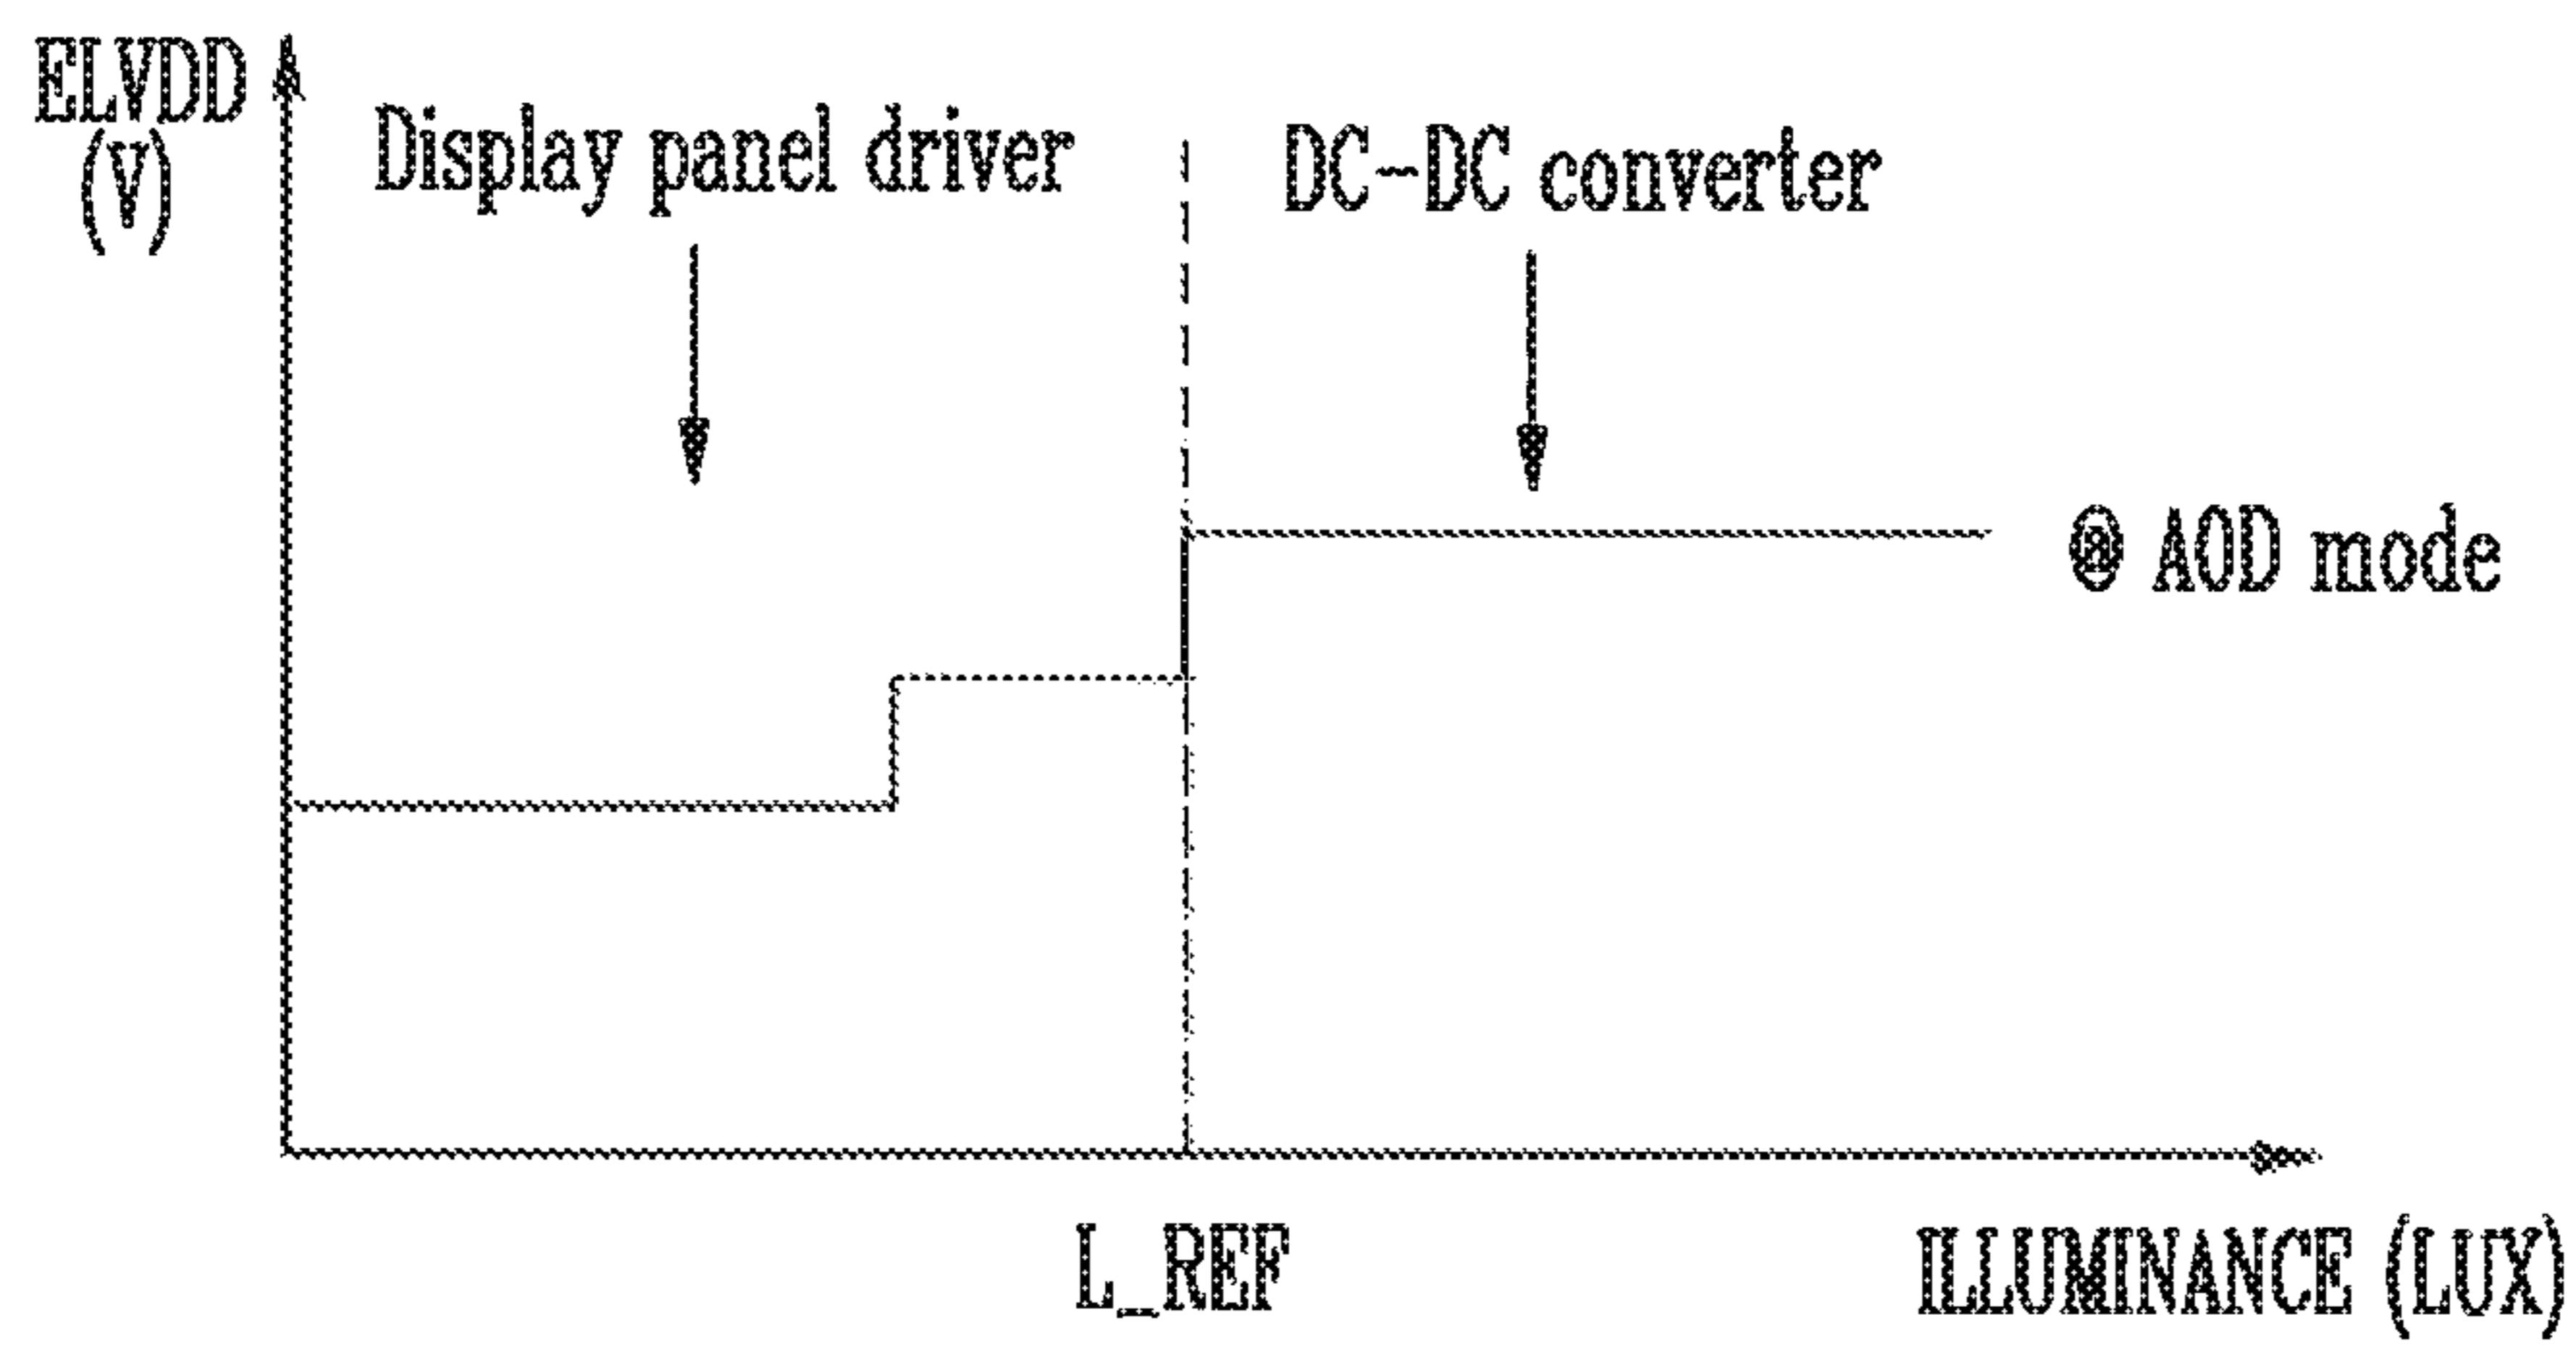 ELVDD
(V)
Display panel driver
DC-DC converter
@ AOD mode
L_REF
ILLUMINANCE (LUX)